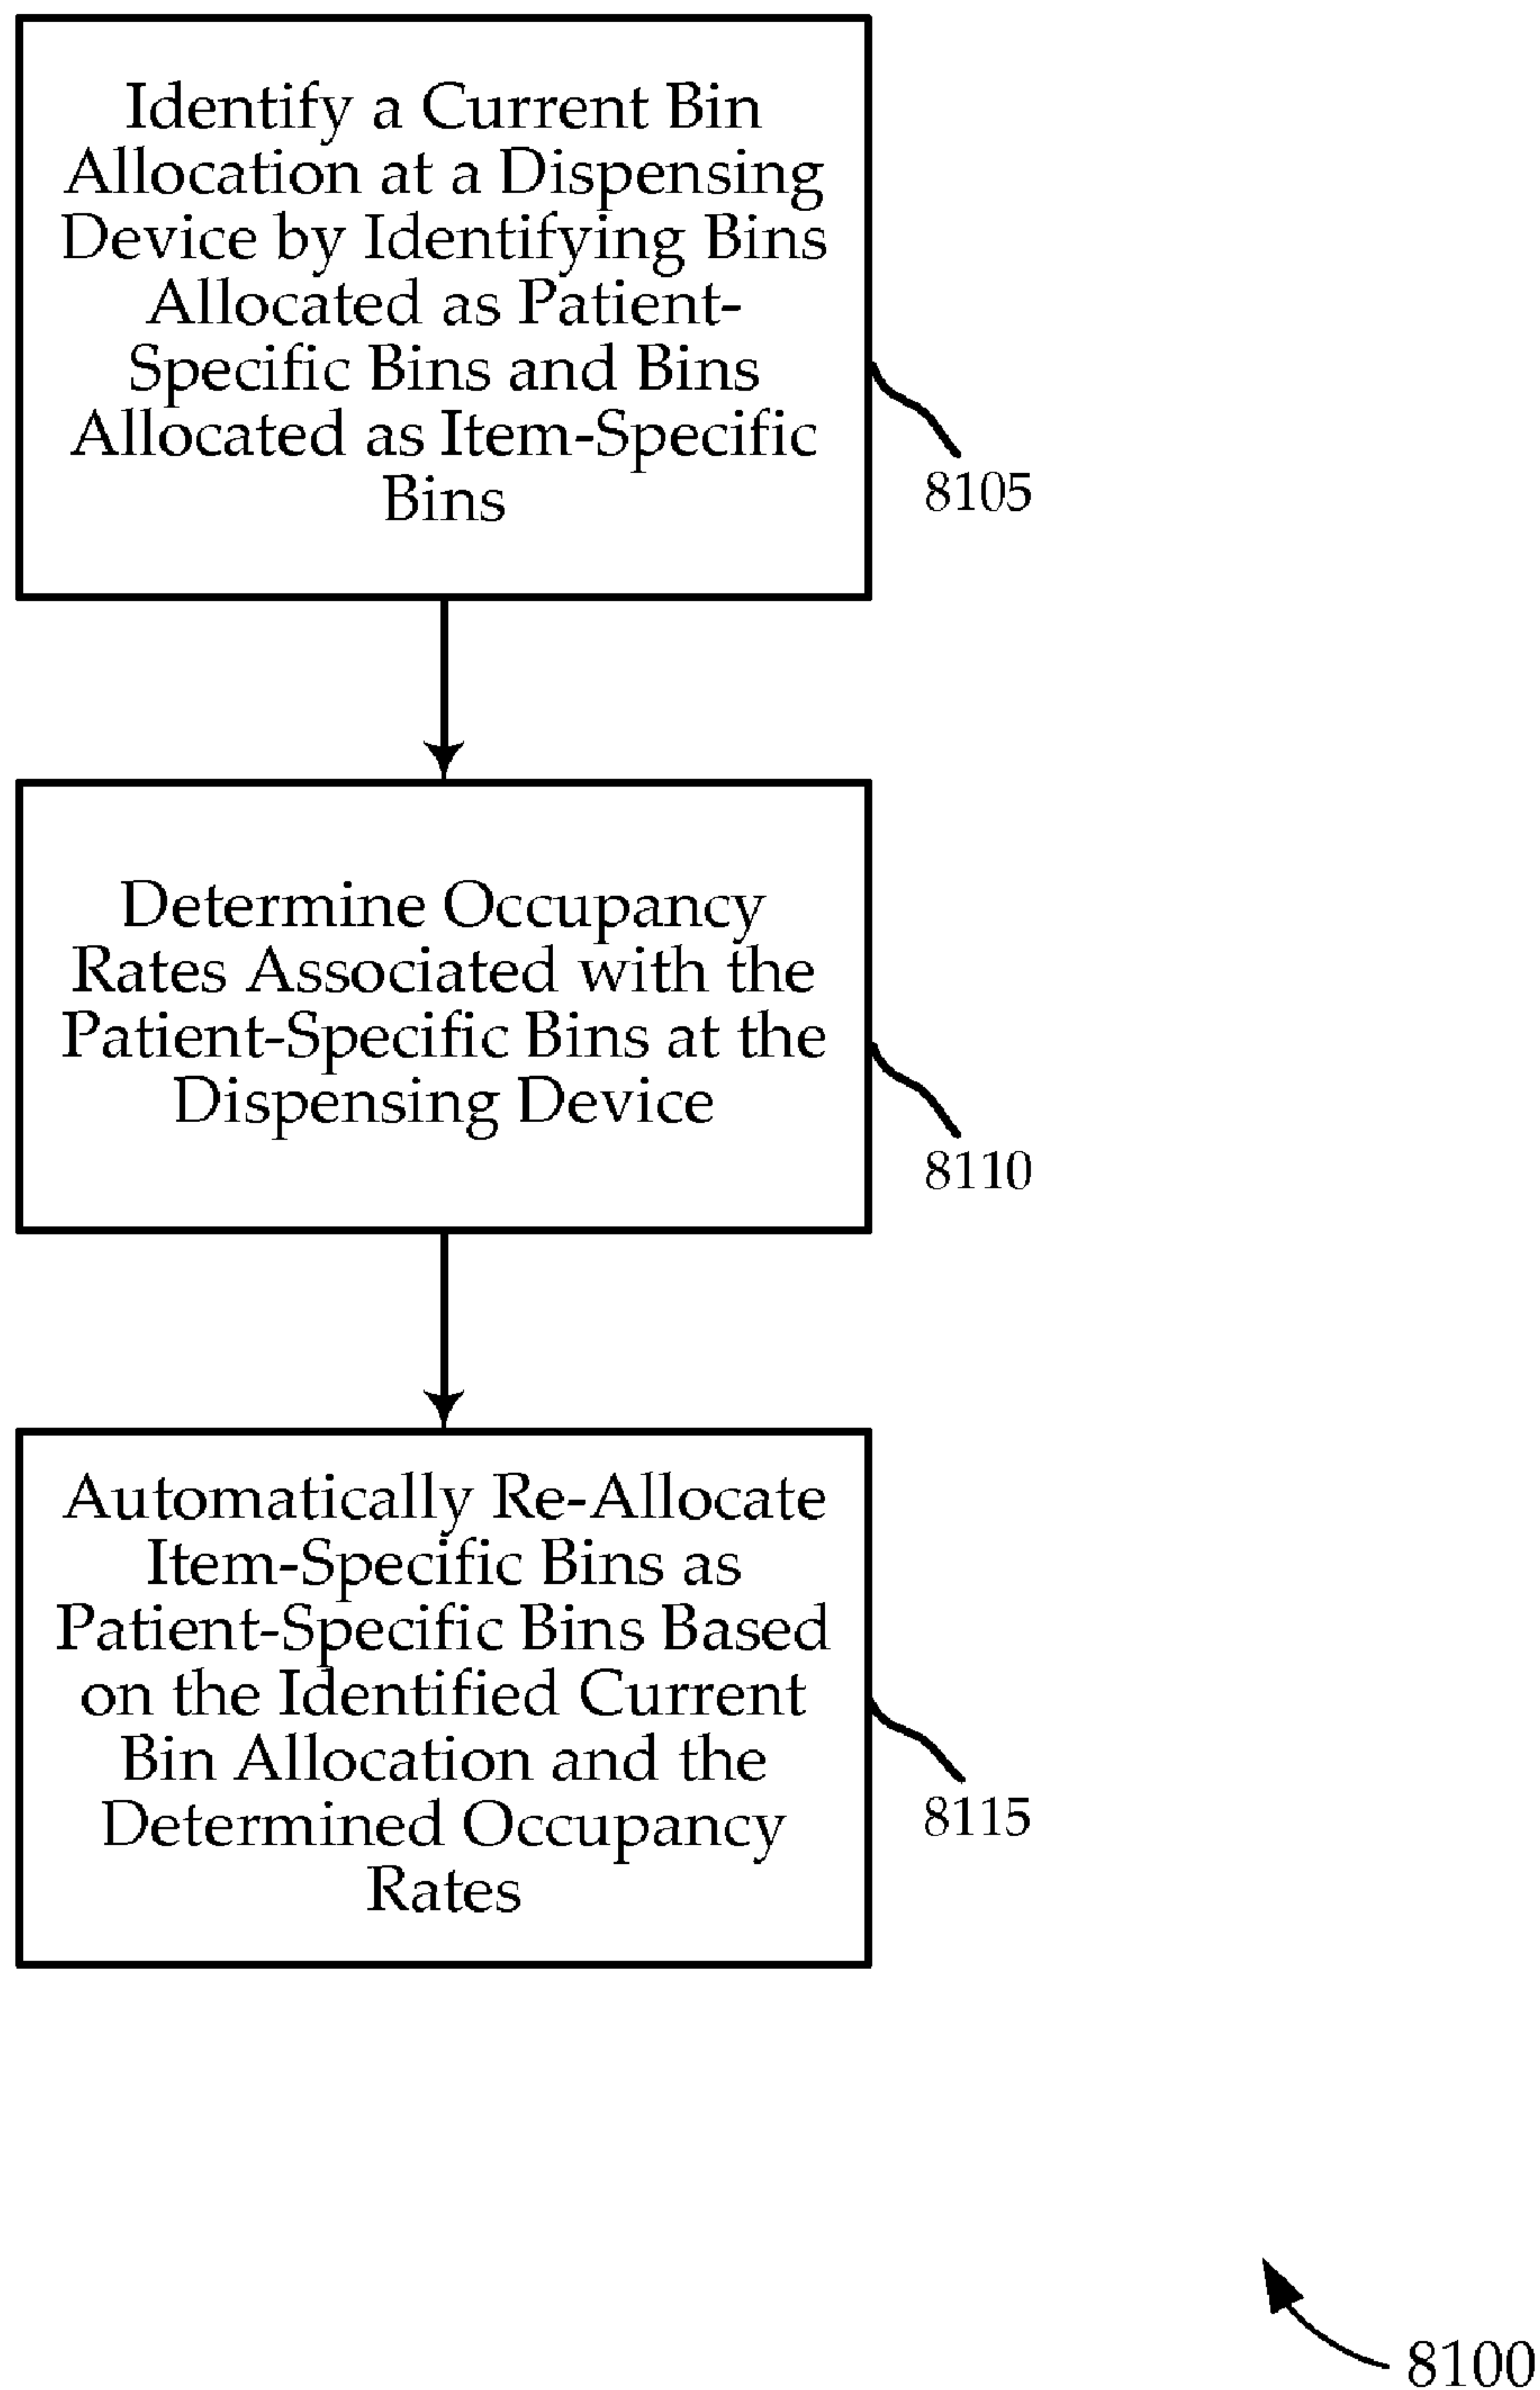 Identify a Current Bin
Allocation at a Dispensing
Device by Identifying Bins
Allocated as Patient-
Specific Bins and Bins
Allocated as Item-Specific
Bins
8105
Determine Occupancy
Rates Associated with the
Patient-Specific Bins at the
Dispensing Device
8110
Automatically Re-Allocate
Item-Specific Bins as
Patient-Specific Bins Based
on the Identified Current
Bin Allocation and the
Determined Occupancy
Rates
8115
8100